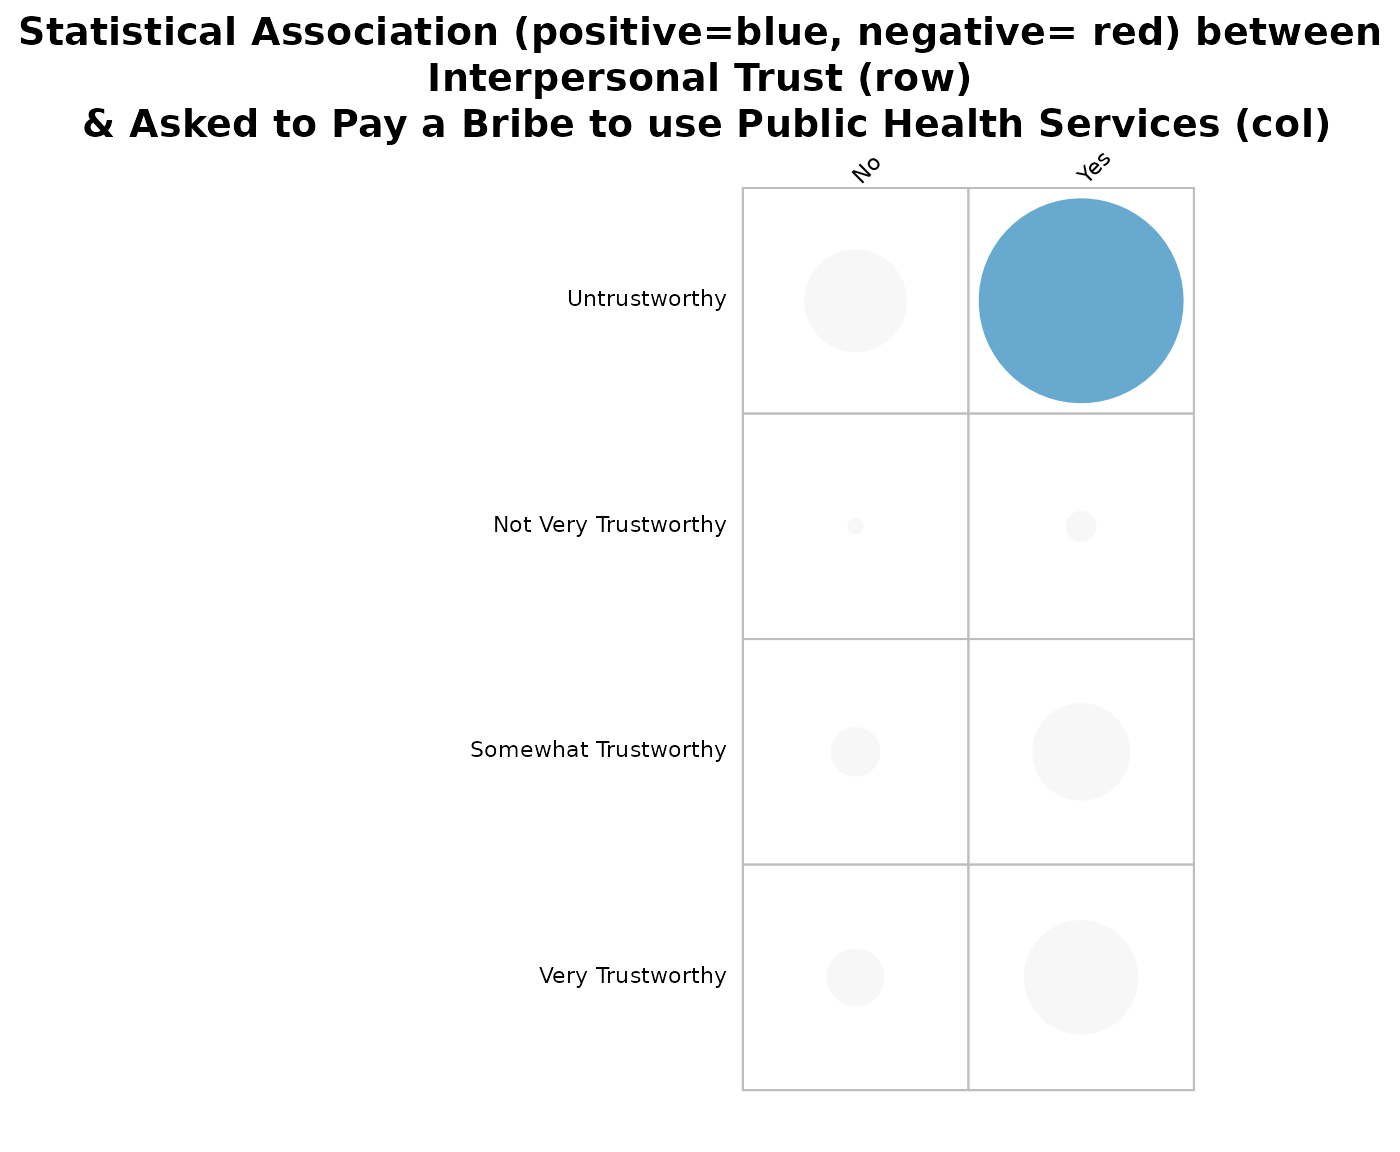 Statistical Association (positive=blue, negative= red) between
Interpersonal Trust (row)
& Asked to Pay a Bribe to use Public Health Services (col)
No
Yes
Untrustworthy
Not Very Trustworthy
Somewhat Trustworthy
Very Trustworthy